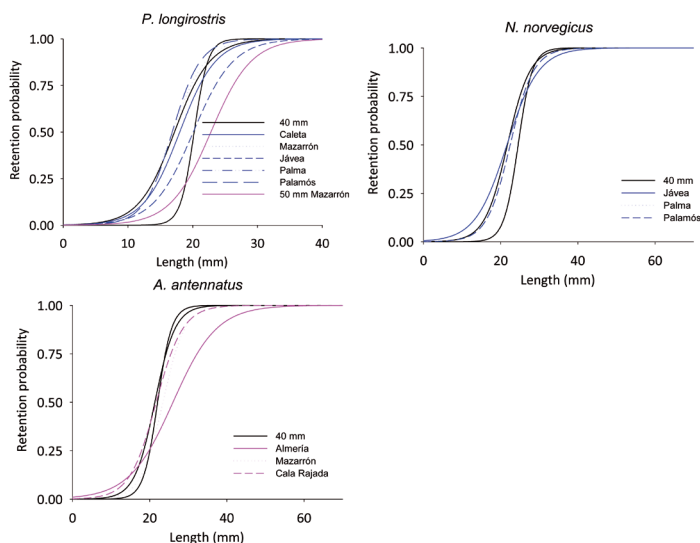 P. longirostris
1.00
0.75
0.50
0.25
0.00
Retention probability
40 mm
Caleta
Mazarrón
Jávea
Palma
Palamós
50 mm Mazarrón
0 10 20 30 40
Length (mm)
N. norvegicus
1.00
0.75
0.50
0.25
0.00
Retention probability
40 mm
Jávea
Palma
Palamós
0 20 40 60
Length (mm)
A. antennatus
1.00
0.75
0.50
0.25
0.00
Retention probability
40 mm
Almería
Mazarrón
Cala Rajada
0 20 40 60
Length (mm)